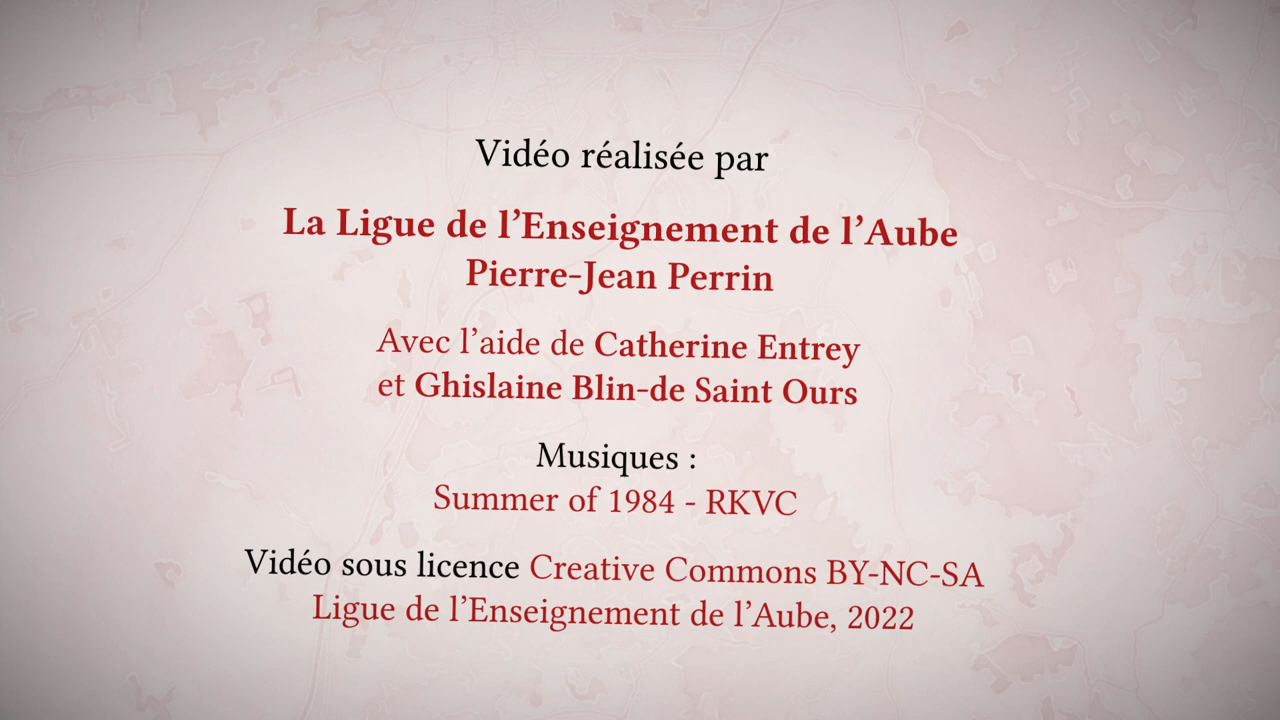 Vidéo réalisée par
La Ligue de l’Enseignement de l’Aube
Pierre-Jean Perrin
Avec l’aide de Catherine Entrey
et Ghislaine Blin-de Saint Ours
Musiques :
Summer of 1984 - RKVC
Vidéo sous licence Creative Commons BY-NC-SA
Ligue de l’Enseignement de l’Aube, 2022